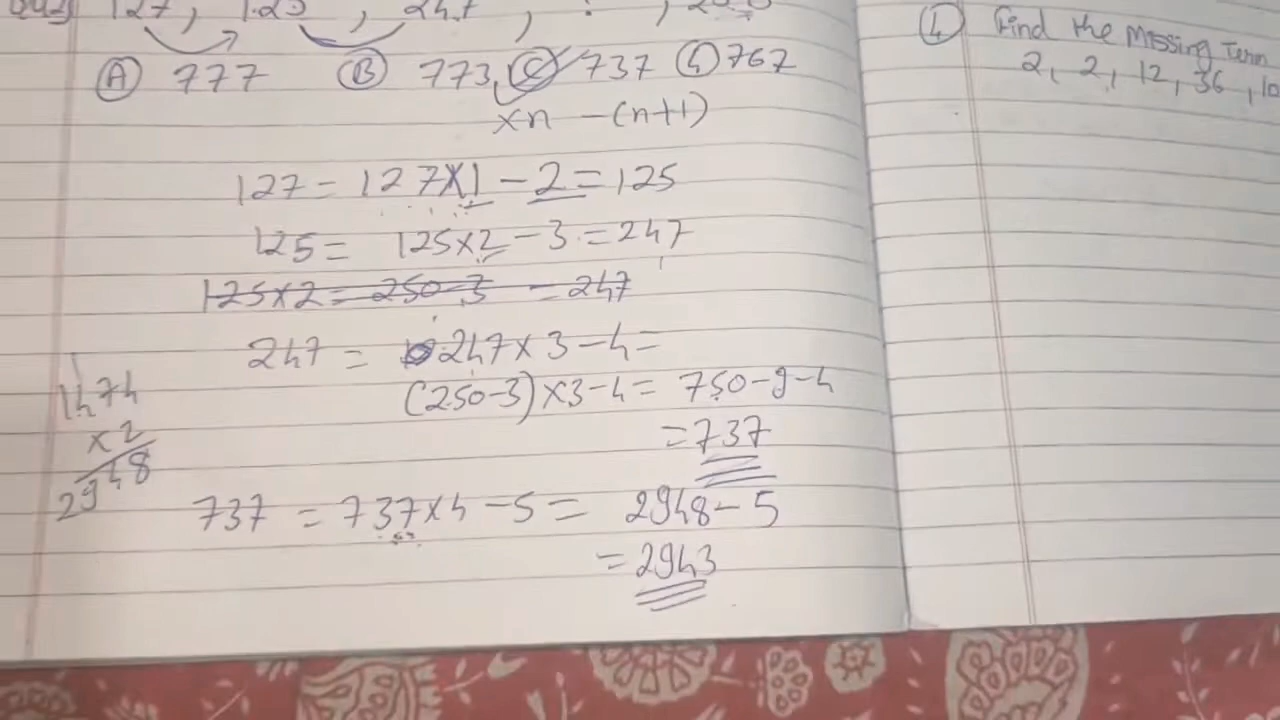 127, 125, 247, ?,
(A) 777 (B) 773, (C) 737 (4) 767
×n -(n+1)
127 = 127×1 - 2 = 125
125 = 125×2 - 3 = 247
125×2 = 250-3 = 247
247 = 247×3-4=
(250-3)×3-4= 750-9-4
=737
1474
×2
2948
737 = 737×4 -5 = 2948-5
= 2943
(4) Find the Missing Term
2, 2, 12, 36, 10